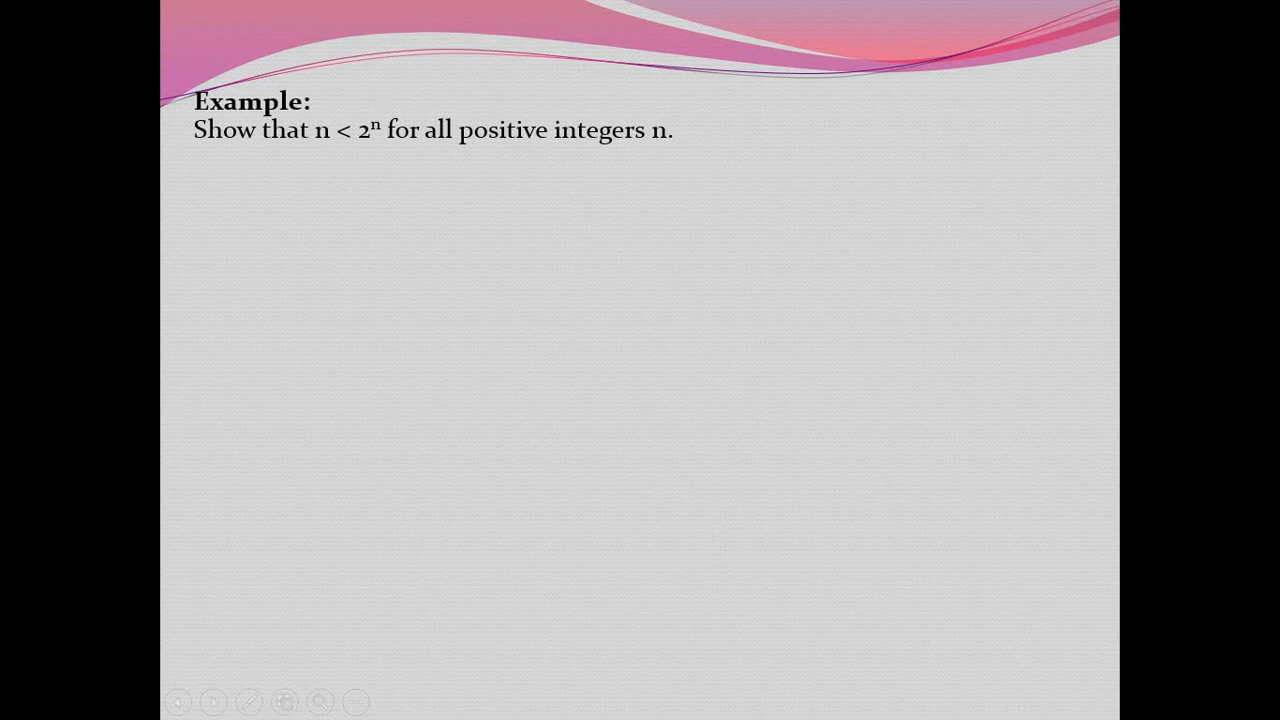 Example:
Show that n < 2ⁿ for all positive integers n.